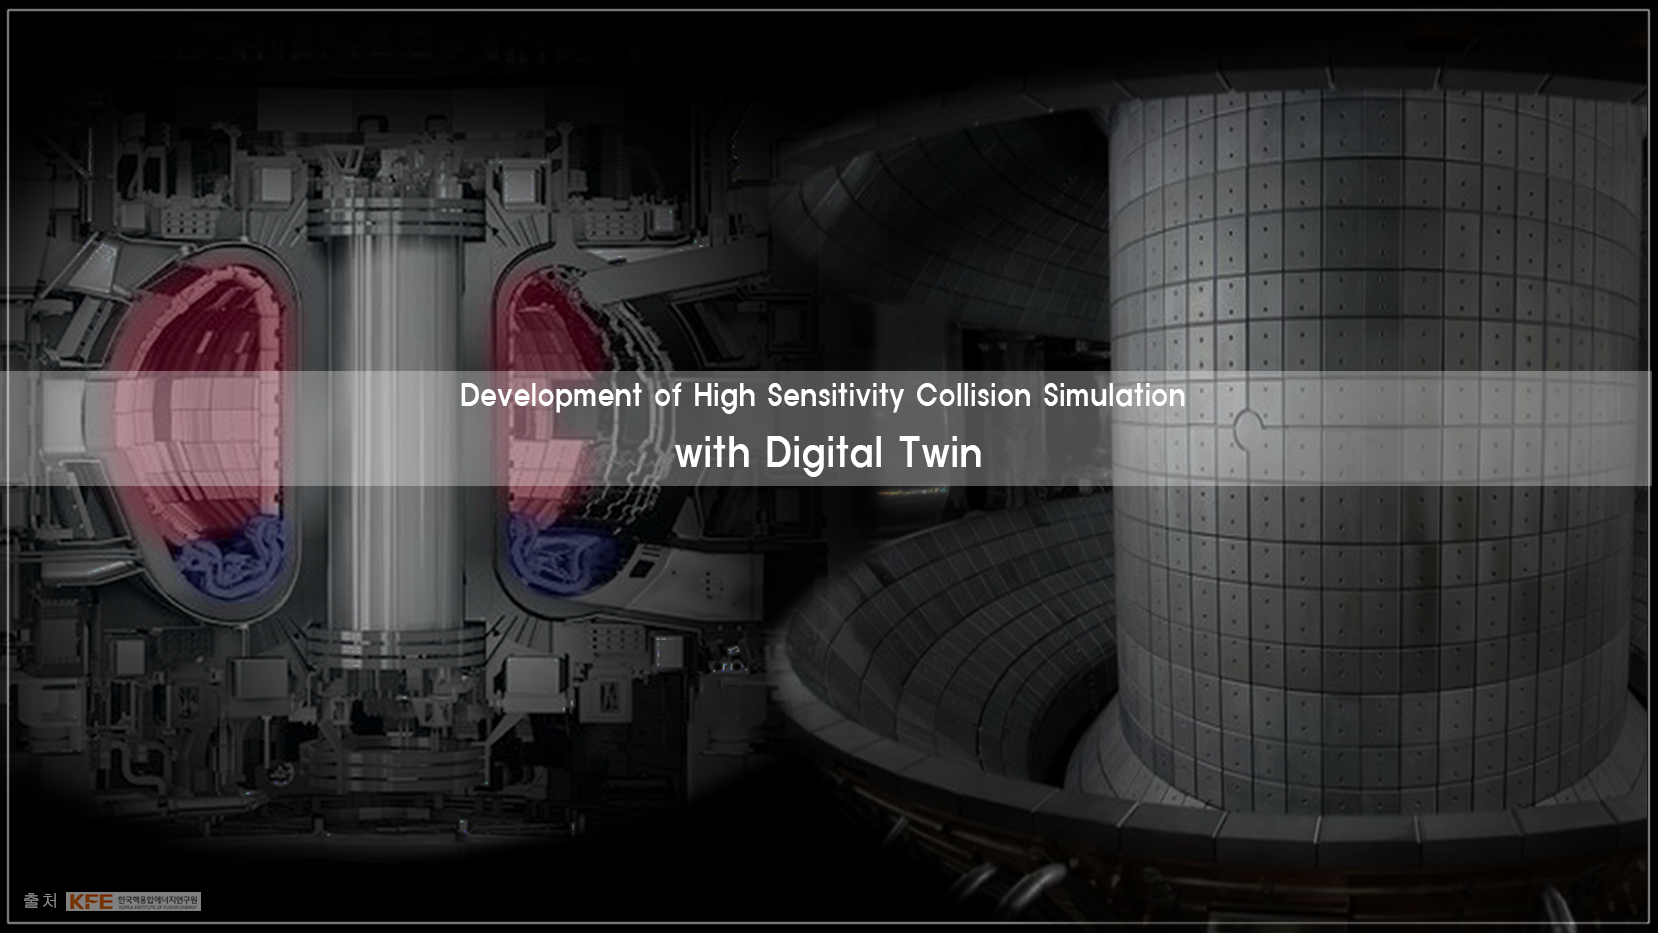 Development of High Sensitivity Collision Simulation
with Digital Twin
출처 KFE 한국핵융합에너지연구원
KOREA INSTITUTE OF FUSION ENERGY